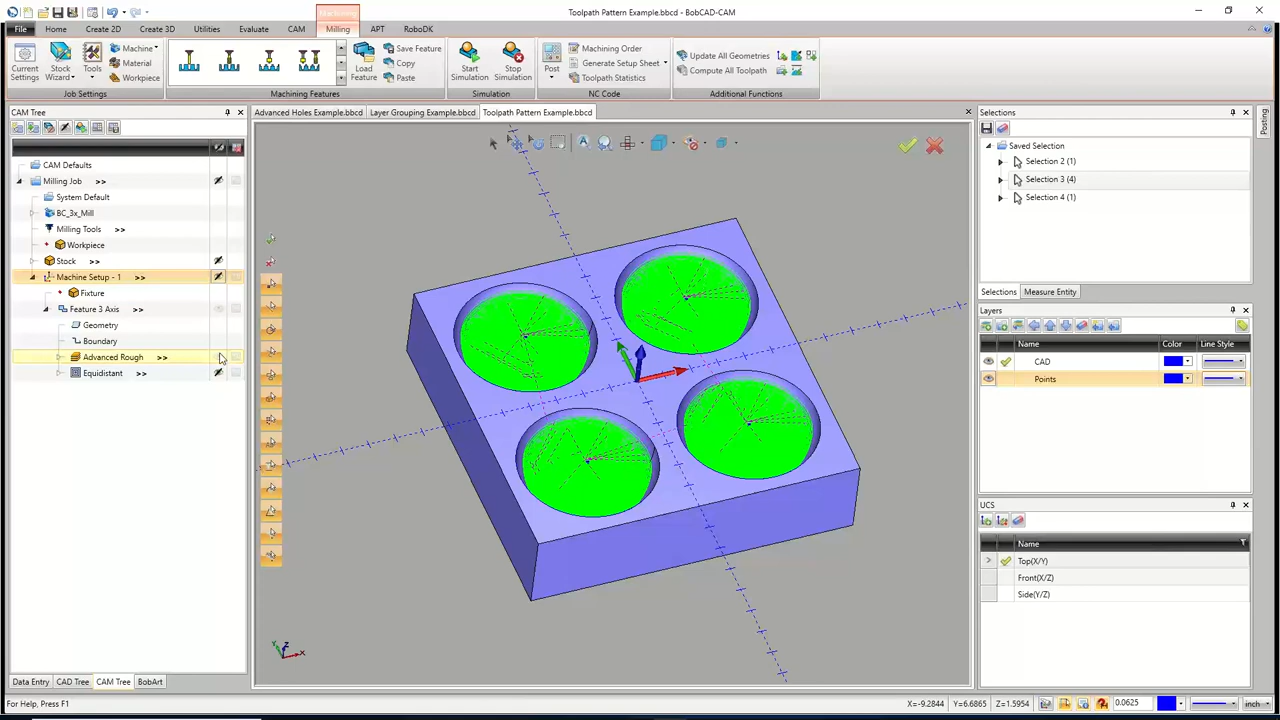 Machining
Toolpath Pattern Example.bbcd - BobCAD-CAM
File Home Create 2D Create 3D Utilities Evaluate CAM Milling APT RoboDK
Current Settings
Stock Wizard
Tools
Machine
Material
Workpiece
Job Settings
Machining Features
Load Feature
Save Feature
Copy
Paste
Start Simulation
Stop Simulation
Simulation
Post
Machining Order
Generate Setup Sheet
Toolpath Statistics
NC Code
Update All Geometries
Compute All Toolpath
Additional Functions
CAM Tree
Advanced Holes Example.bbcd Layer Grouping Example.bbcd Toolpath Pattern Example.bbcd
CAM Defaults
Milling Job >>
System Default
BC_3x_Mill
Milling Tools >>
Workpiece
Stock >>
Machine Setup - 1 >>
Fixture
Feature 3 Axis >>
Geometry
Boundary
Advanced Rough >>
Equidistant >>
Data Entry CAD Tree CAM Tree BobArt
Z
Y
X
Selections
Posting
Saved Selection
Selection 2 (1)
Selection 3 (4)
Selection 4 (1)
Selections Measure Entity
Layers
Name Color Line Style
CAD
Points
UCS
Name
Top(X/Y)
Front(X/Z)
Side(Y/Z)
For Help, Press F1
X=-9.2844 Y=6.6865 Z=1.5954 0.0625 inch